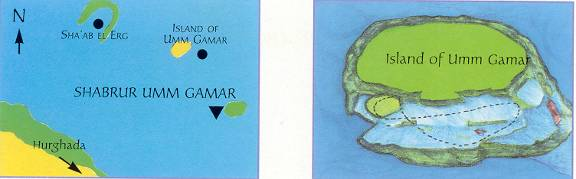 N
SHA'AB EL ERG
ISLAND OF
UMM GAMAR
SHABRUR UMM GAMAR
Hurghada
Island of Umm Gamar